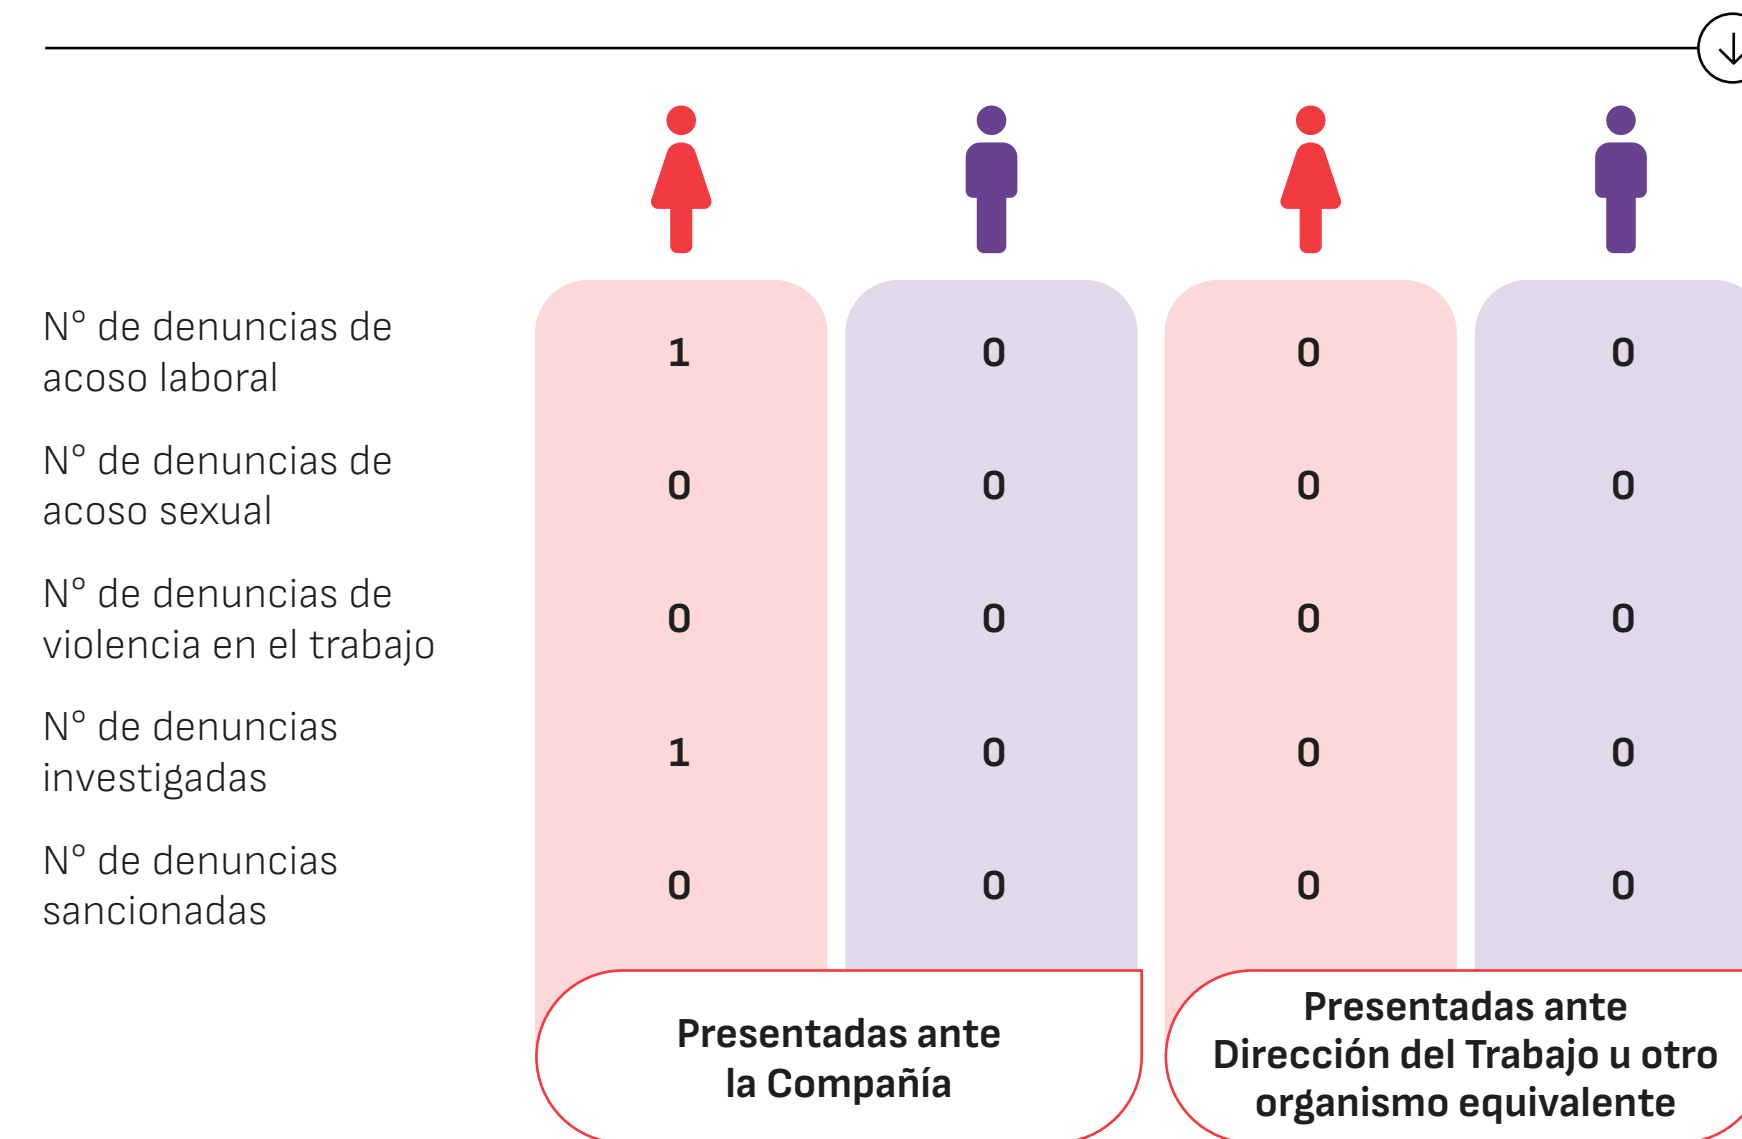 N° de denuncias de
acoso laboral
1 0 0 0
N° de denuncias de
acoso sexual
0 0 0 0
N° de denuncias de
violencia en el trabajo
0 0 0 0
N° de denuncias
investigadas
1 0 0 0
N° de denuncias
sancionadas
0 0 0 0
Presentadas ante
la Compañía
Presentadas ante
Dirección del Trabajo u otro
organismo equivalente